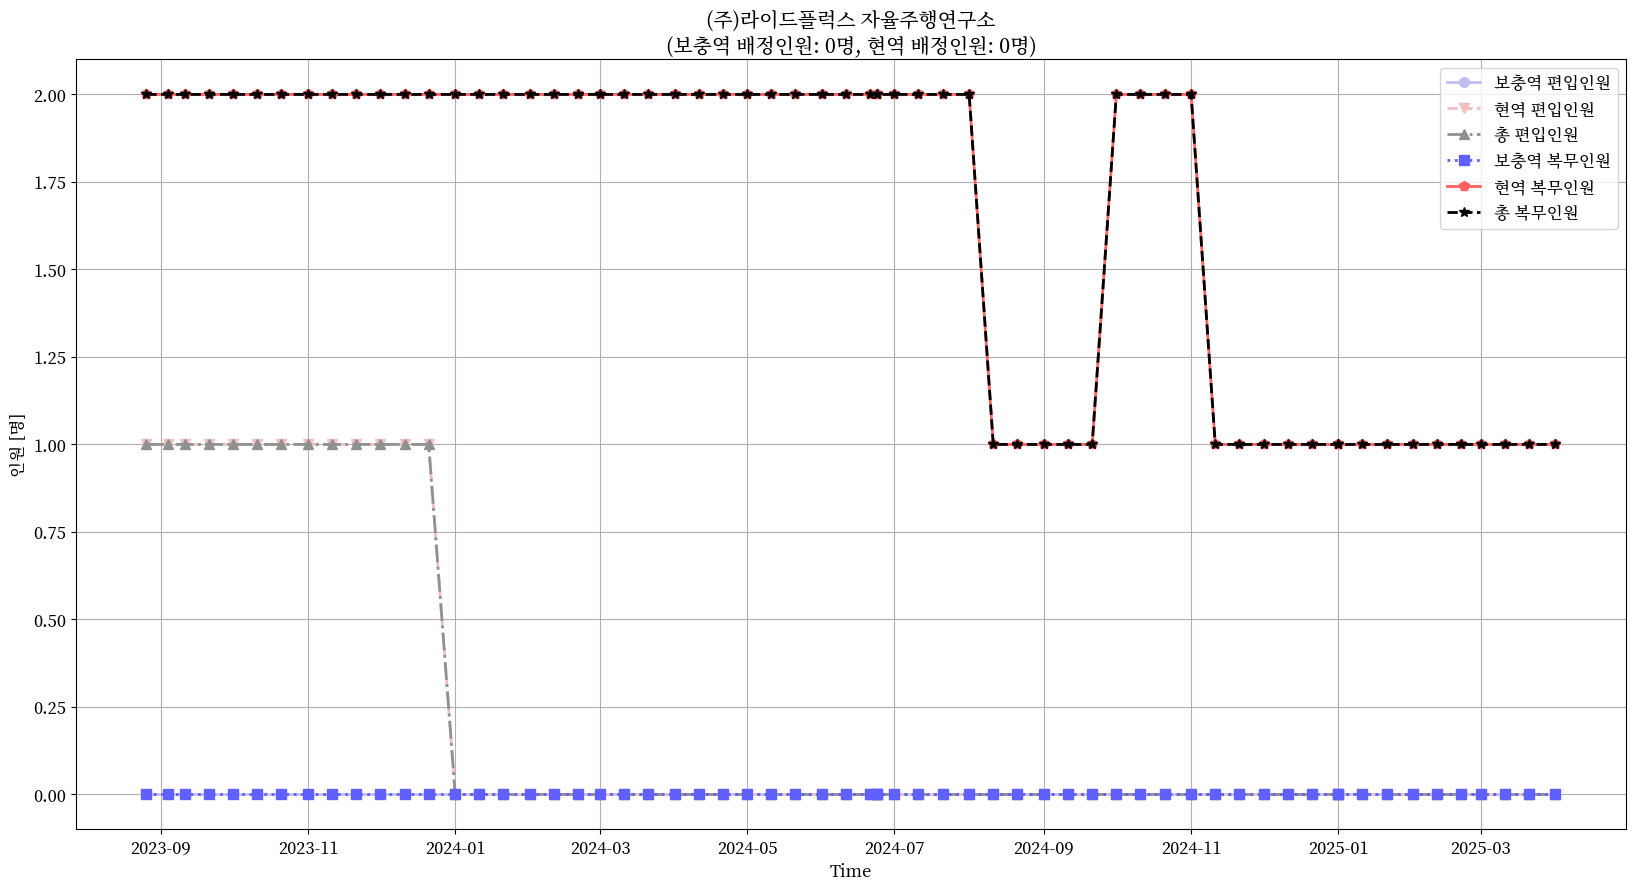 (주)라이드플럭스 자율주행연구소
(보충역 배정인원: 0명, 현역 배정인원: 0명)
보충역 편입인원
현역 편입인원
총 편입인원
보충역 복무인원
현역 복무인원
총 복무인원
2.00
1.75
1.50
1.25
1.00
0.75
0.50
0.25
0.00
인원 [명]
2023-09 2023-11 2024-01 2024-03 2024-05 2024-07 2024-09 2024-11 2025-01 2025-03
Time